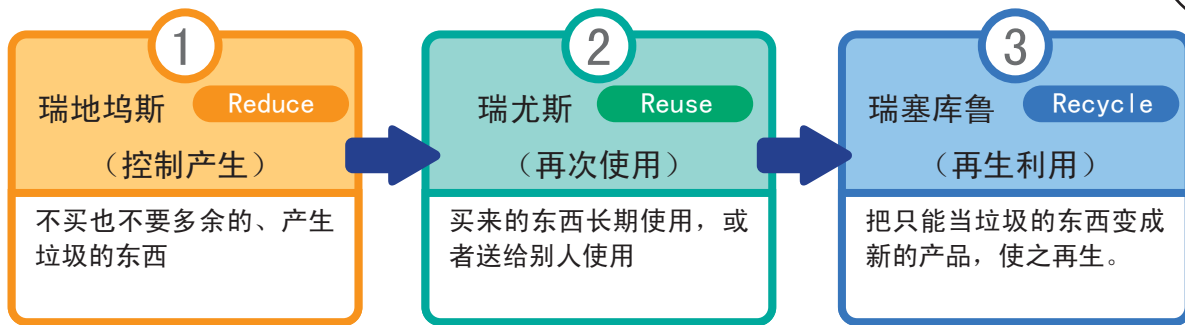 1
瑞地坞斯 Reduce
（控制产生）
不买也不要多余的、产生
垃圾的东西
2
瑞尤斯 Reuse
（再次使用）
买来的东西长期使用，或
者送给别人使用
3
瑞塞库鲁 Recycle
（再生利用）
把只能当垃圾的东西变成
新的产品，使之再生。